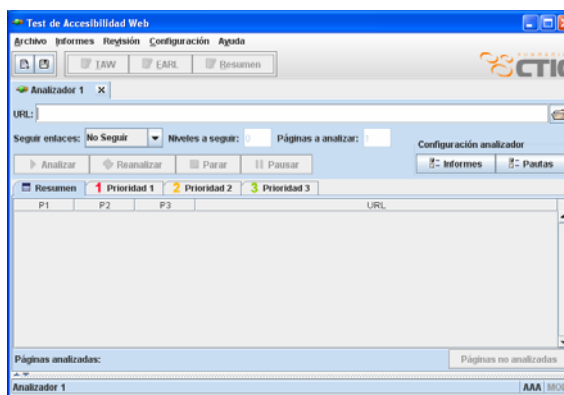 Test de Accesibilidad Web
Archivo Informes Revisión Configuración Ayuda
TAW EARL Resumen
FUNDACIÓN
CTIC
Analizador 1 X
URL:
Seguir enlaces: No Seguir Niveles a seguir: Páginas a analizar:
Configuración analizador
Analizar Reanalizar Parar Pausar Informes Pautas
Resumen 1 Prioridad 1 2 Prioridad 2 3 Prioridad 3
P1 P2 P3 URL
Páginas analizadas: Páginas no analizadas
Analizador 1 AAA